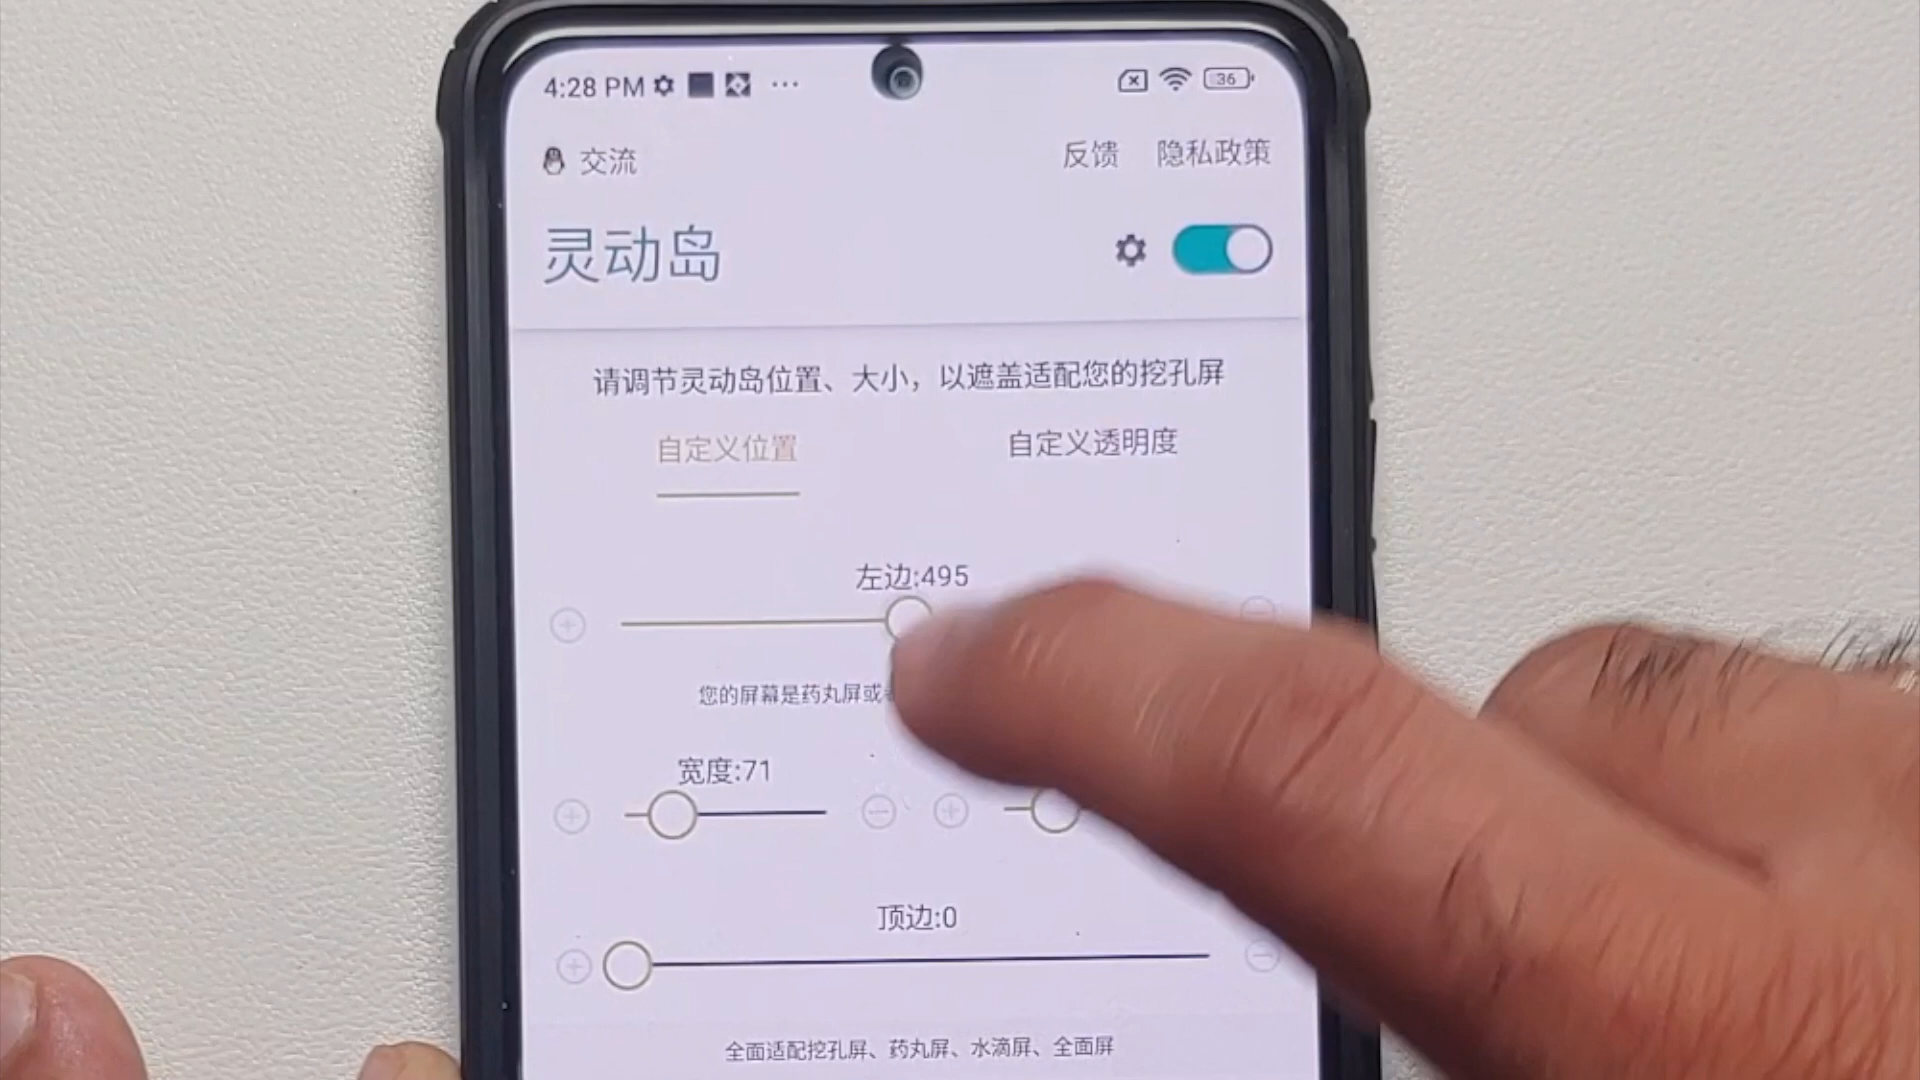 4:28 PM 36
交流 反馈 隐私政策
灵动岛
请调节灵动岛位置、大小，以遮盖适配您的挖孔屏
自定义位置 自定义透明度
左边:495
您的屏幕是药丸屏或
宽度:71
顶边:0
全面适配挖孔屏、药丸屏、水滴屏、全面屏